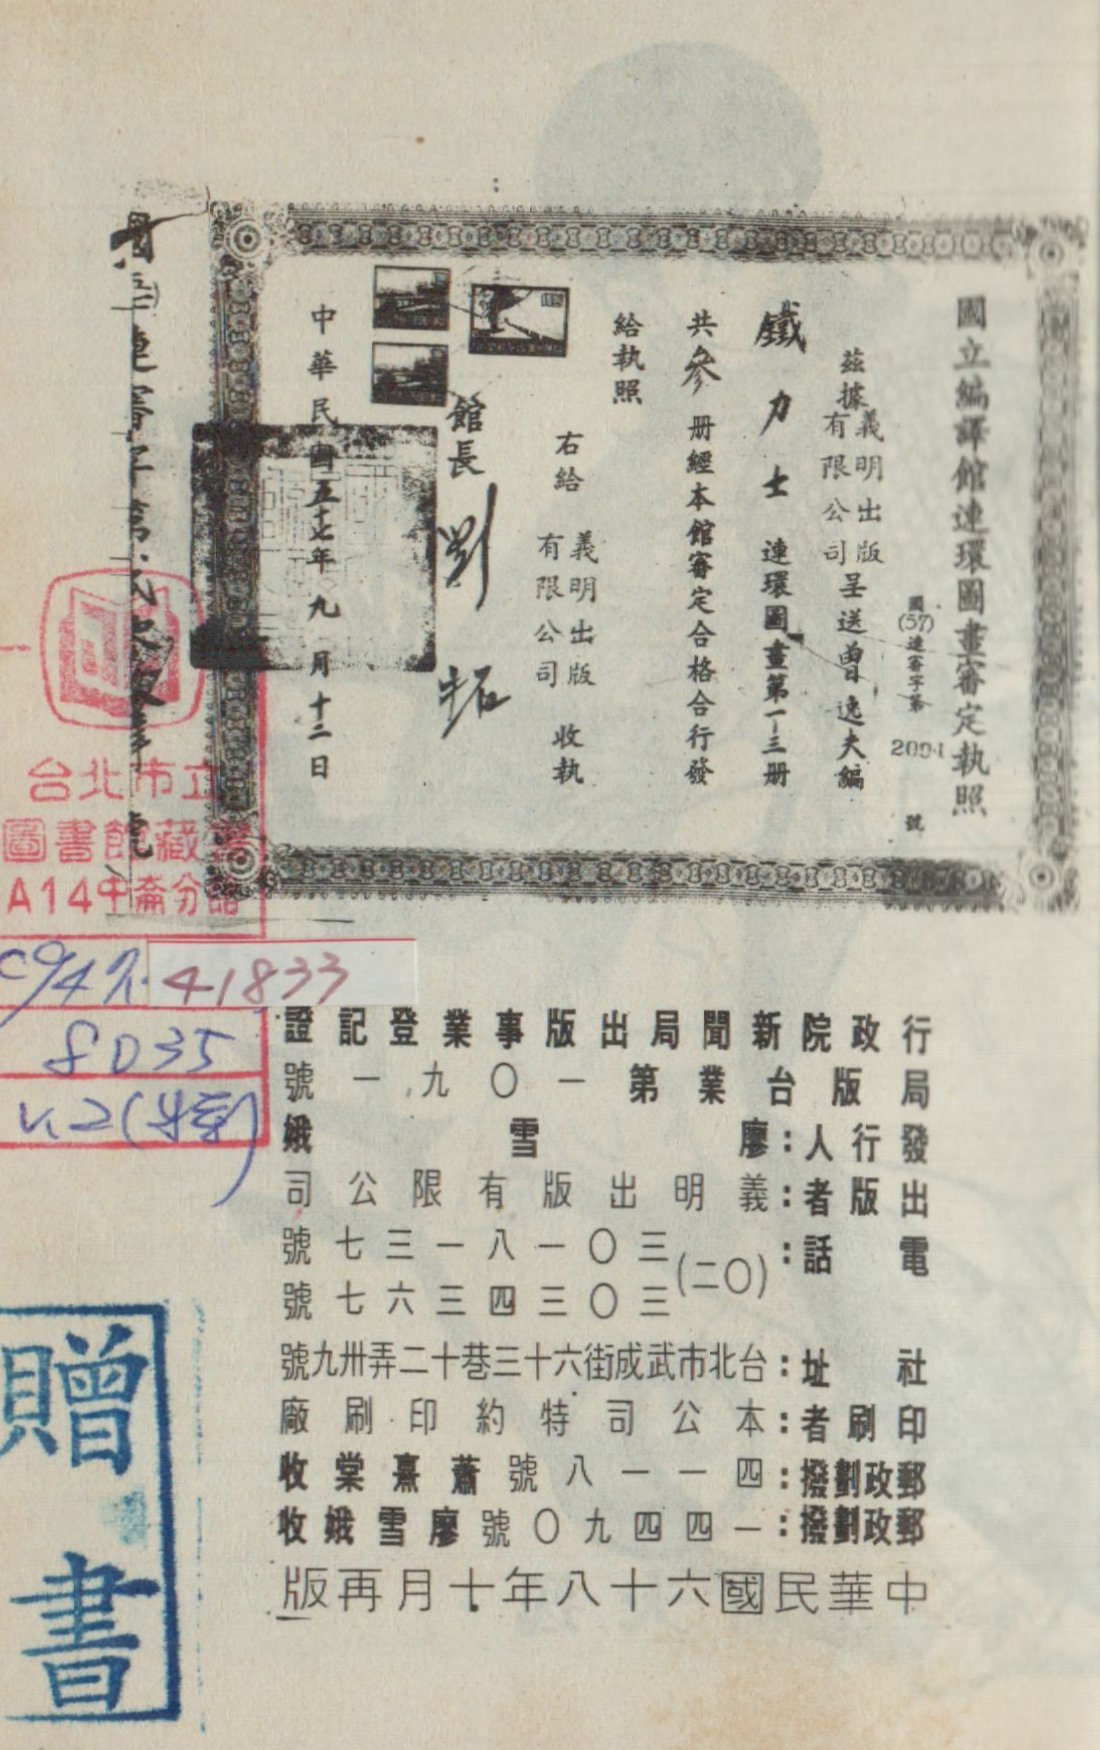 國立編譯館連環圖畫審定執照
國(57)連審字第 2004 號
茲據義明出版有限公司呈送曾逸夫編
鐵力士連環圖畫第一—三冊
共參冊經本館審定合格合行發
給執照
右給 義明出版有限公司 收執
館長 劉拓
中華民國五十七年九月十二日
台北市立
圖書館藏書
A14中崙分館
41833
8035
行政院新聞局出版事業登記證
局版台業第一〇九一號
發行人：廖雪娥
出版者：義明出版有限公司
電話：(〇二)三〇一八一三七號
三〇三四三六七號
社址：台北市武成街六十三巷十二弄卅九號
印刷者：本公司特約印刷廠
郵政劃撥：四一一八號蕭熹棠收
郵政劃撥：一四四九〇號廖雪娥收
中華民國六十八年十月再版
贈書